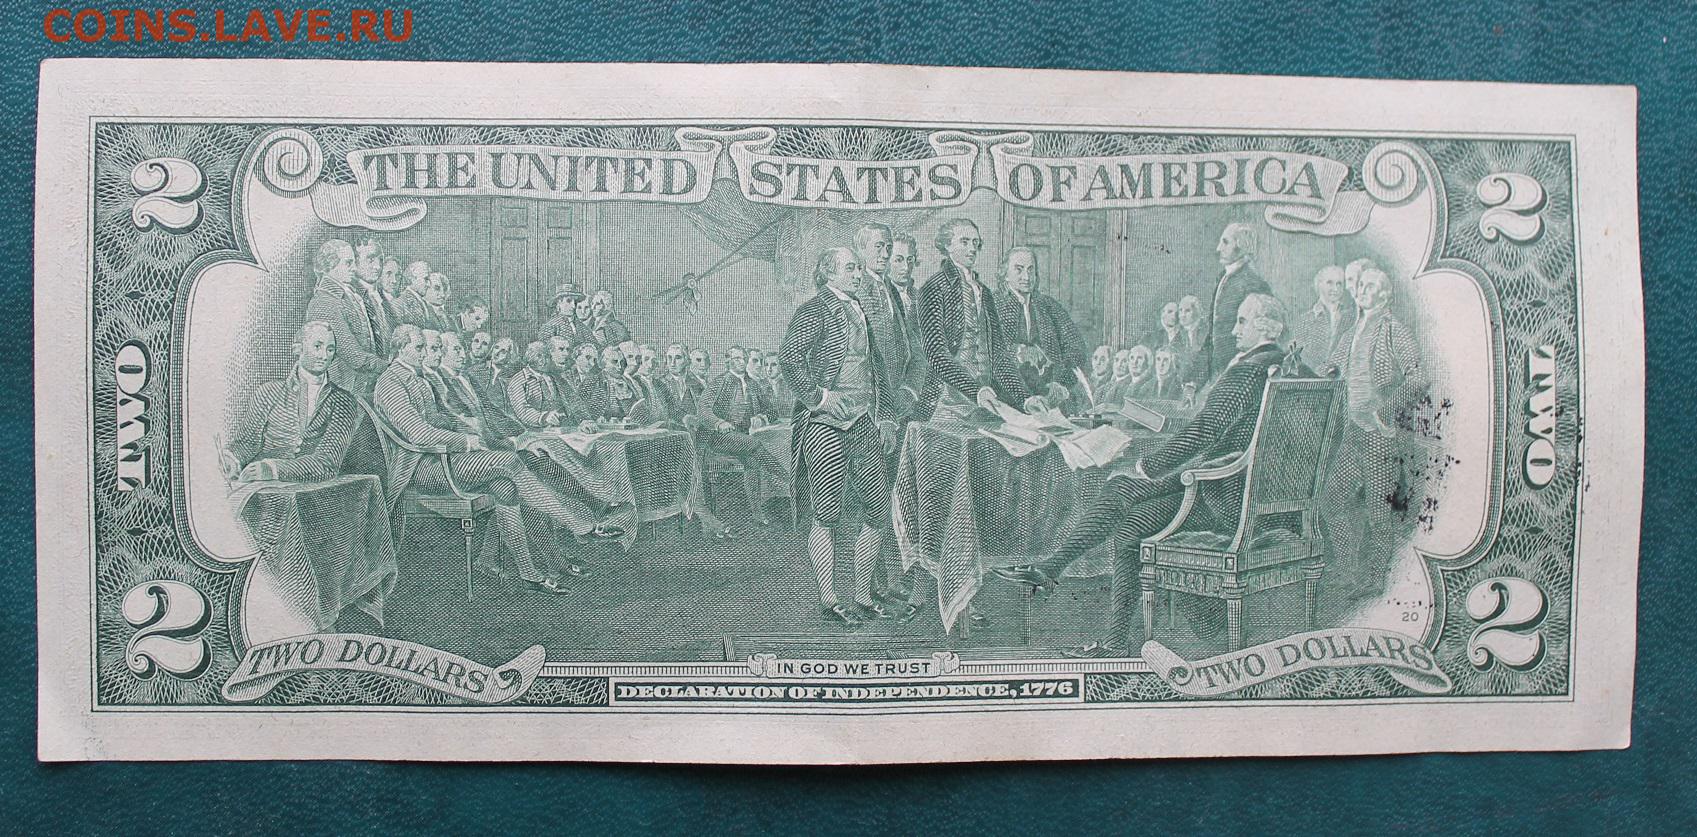 COINS.LAVE.RU
THE UNITED STATES OF AMERICA
2
2
TWO
TWO
20
2
2
TWO DOLLARS
IN GOD WE TRUST
TWO DOLLARS
DECLARATION OF INDEPENDENCE, 1776